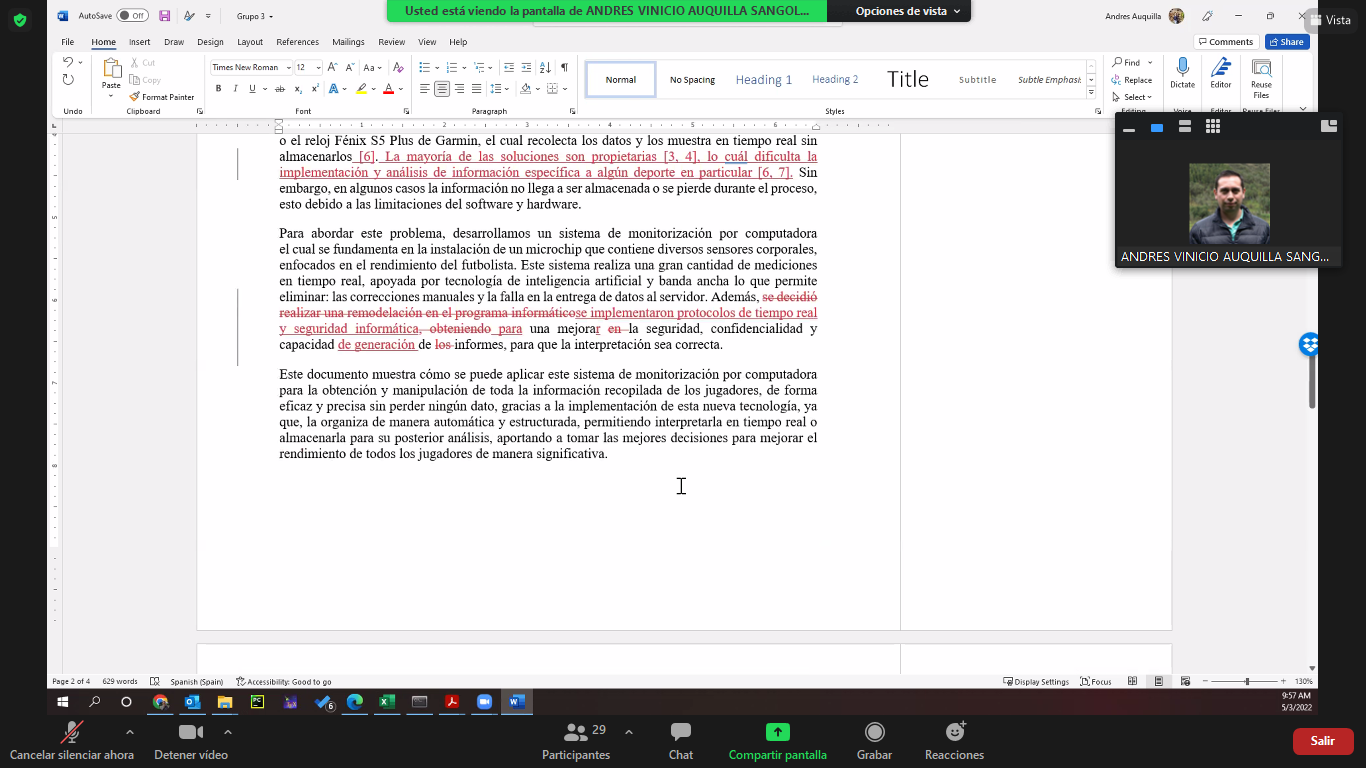 AutoSave Off Grupo 3
Usted está viendo la pantalla de ANDRES VINICIO AUQUILLA SANGOL... Opciones de vista
Andres Auquilla
Vista
File Home Insert Draw Design Layout References Mailings Review View Help
Comments Share
Paste
Cut
Copy
Format Painter
Times New Roman 12
Normal No Spacing Heading 1 Heading 2 Title Subtitle Subtle Emphasi
Find
Replace
Select
Dictate Editor Reuse Files
Undo Clipboard Font Paragraph Styles Editing Voice Editor Reuse Files
o el reloj Fénix S5 Plus de Garmin, el cual recolecta los datos y los muestra en tiempo real sin
almacenarlos [6]. La mayoría de las soluciones son propietarias [3, 4], lo cuál dificulta la
implementación y análisis de información específica a algún deporte en particular [6, 7]. Sin
embargo, en algunos casos la información no llega a ser almacenada o se pierde durante el proceso,
esto debido a las limitaciones del software y hardware.
Para abordar este problema, desarrollamos un sistema de monitorización por computadora
el cual se fundamenta en la instalación de un microchip que contiene diversos sensores corporales,
enfocados en el rendimiento del futbolista. Este sistema realiza una gran cantidad de mediciones
en tiempo real, apoyada por tecnología de inteligencia artificial y banda ancha lo que permite
eliminar: las correcciones manuales y la falla en la entrega de datos al servidor. Además, se decidió
realizar una remodelación en el programa informáticose implementaron protocolos de tiempo real
y seguridad informática, obteniendo para una mejorar en la seguridad, confidencialidad y
capacidad de generación de los informes, para que la interpretación sea correcta.
Este documento muestra cómo se puede aplicar este sistema de monitorización por computadora
para la obtención y manipulación de toda la información recopilada de los jugadores, de forma
eficaz y precisa sin perder ningún dato, gracias a la implementación de esta nueva tecnología, ya
que, la organiza de manera automática y estructurada, permitiendo interpretarla en tiempo real o
almacenarla para su posterior análisis, aportando a tomar las mejores decisiones para mejorar el
rendimiento de todos los jugadores de manera significativa.
ANDRES VINICIO AUQUILLA SANG...
Page 2 of 4 629 words Spanish (Spain) Accessibility: Good to go
Display Settings Focus 130%
9:57 AM
5/3/2022
Cancelar silenciar ahora
Detener vídeo
Participantes 29
Chat
Compartir pantalla
Grabar
Reacciones
Salir